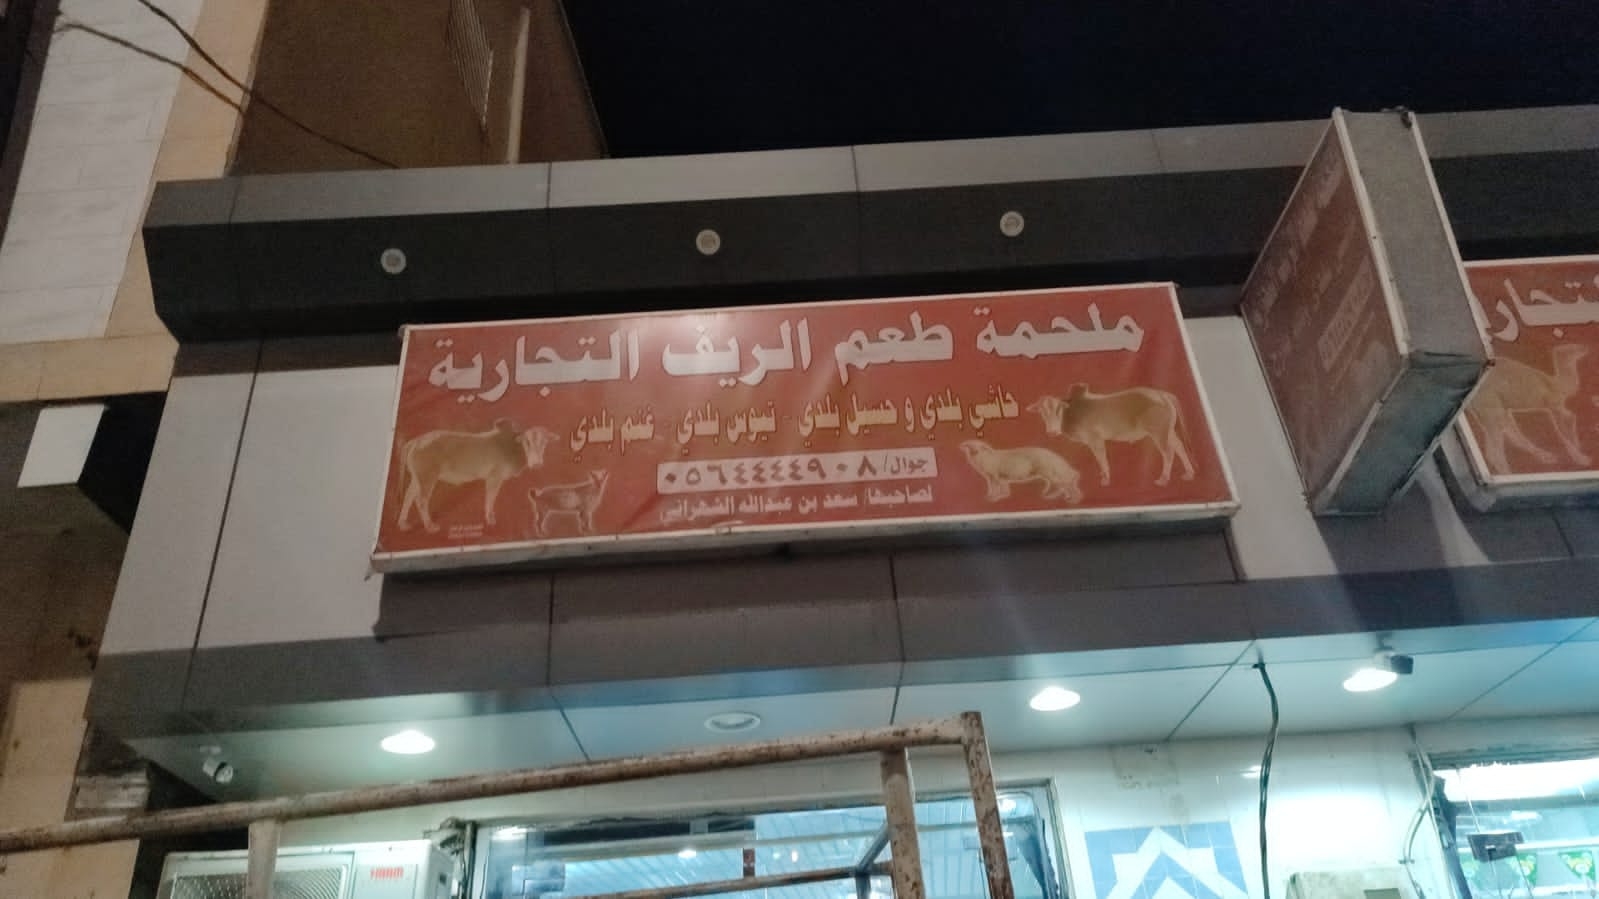 ملحمة طعم الريف التجارية
حاشي بلدي و حسيل بلدي - تيوس بلدي - غنم بلدي
جوال/ ٠٥٦٤٤٤٤٩٠٨
لصاحبها/ سعد بن عبدالله الشهراني
لتجارية